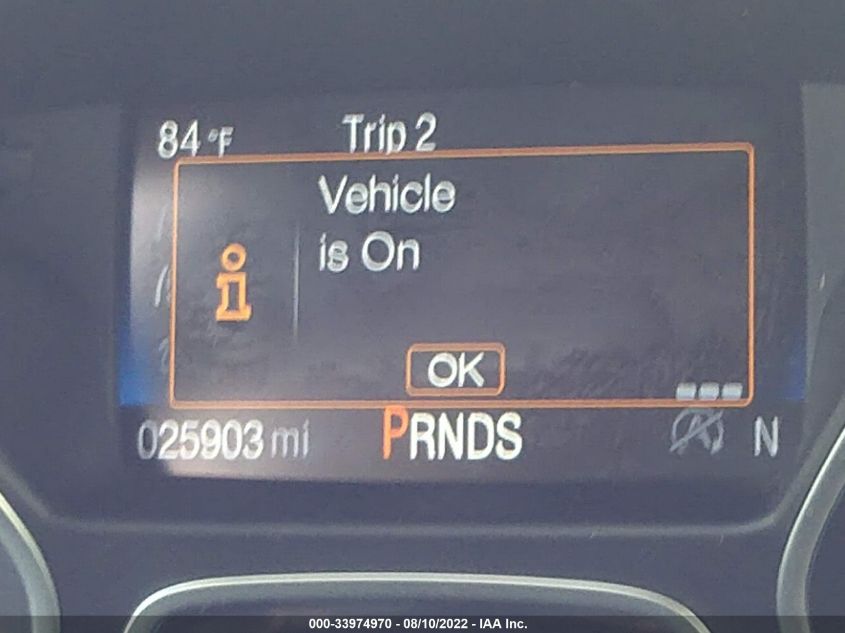 84 °F Trip 2
Vehicle
is On
OK
025903 mi PRNDS A N
000-33974970 - 08/10/2022 - IAA Inc.